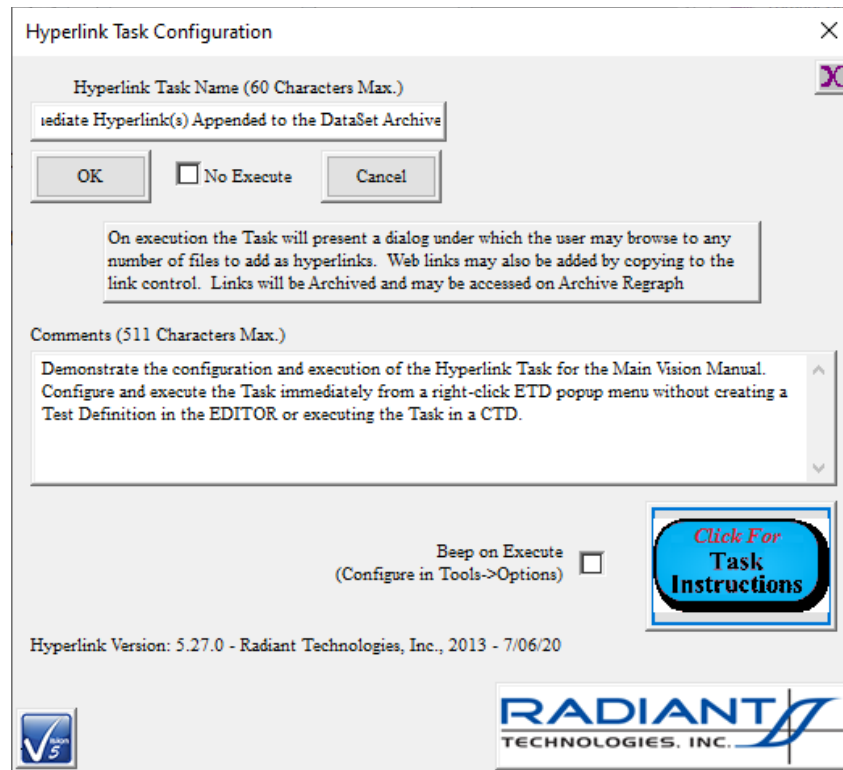 Hyperlink Task Configuration
Hyperlink Task Name (60 Characters Max.)
ediate Hyperlink(s) Appended to the DataSet Archive
OK
No Execute
Cancel
On execution the Task will present a dialog under which the user may browse to any
number of files to add as hyperlinks. Web links may also be added by copying to the
link control. Links will be Archived and may be accessed on Archive Regraph
Comments (511 Characters Max.)
Demonstrate the configuration and execution of the Hyperlink Task for the Main Vision Manual.
Configure and execute the Task immediately from a right-click ETD popup menu without creating a
Test Definition in the EDITOR or executing the Task in a CTD.
Beep on Execute
(Configure in Tools->Options)
Click For
Task
Instructions
Hyperlink Version: 5.27.0 - Radiant Technologies, Inc., 2013 - 7/06/20
Vision
5
RADIANT
TECHNOLOGIES, INC.